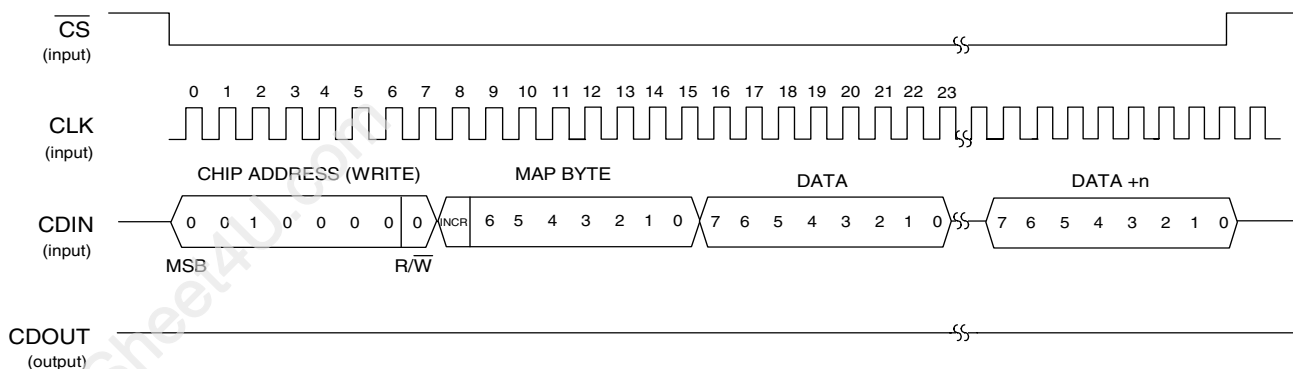 CS
(input)
0 1 2 3 4 5 6 7 8 9 10 11 12 13 14 15 16 17 18 19 20 21 22 23
CLK
(input)
CHIP ADDRESS (WRITE) MAP BYTE DATA DATA +n
CDIN
(input)
0 0 1 0 0 0 0 0 INCR 6 5 4 3 2 1 0 7 6 5 4 3 2 1 0 7 6 5 4 3 2 1 0
MSB R/W
CDOUT
(output)
Sheet4U.com